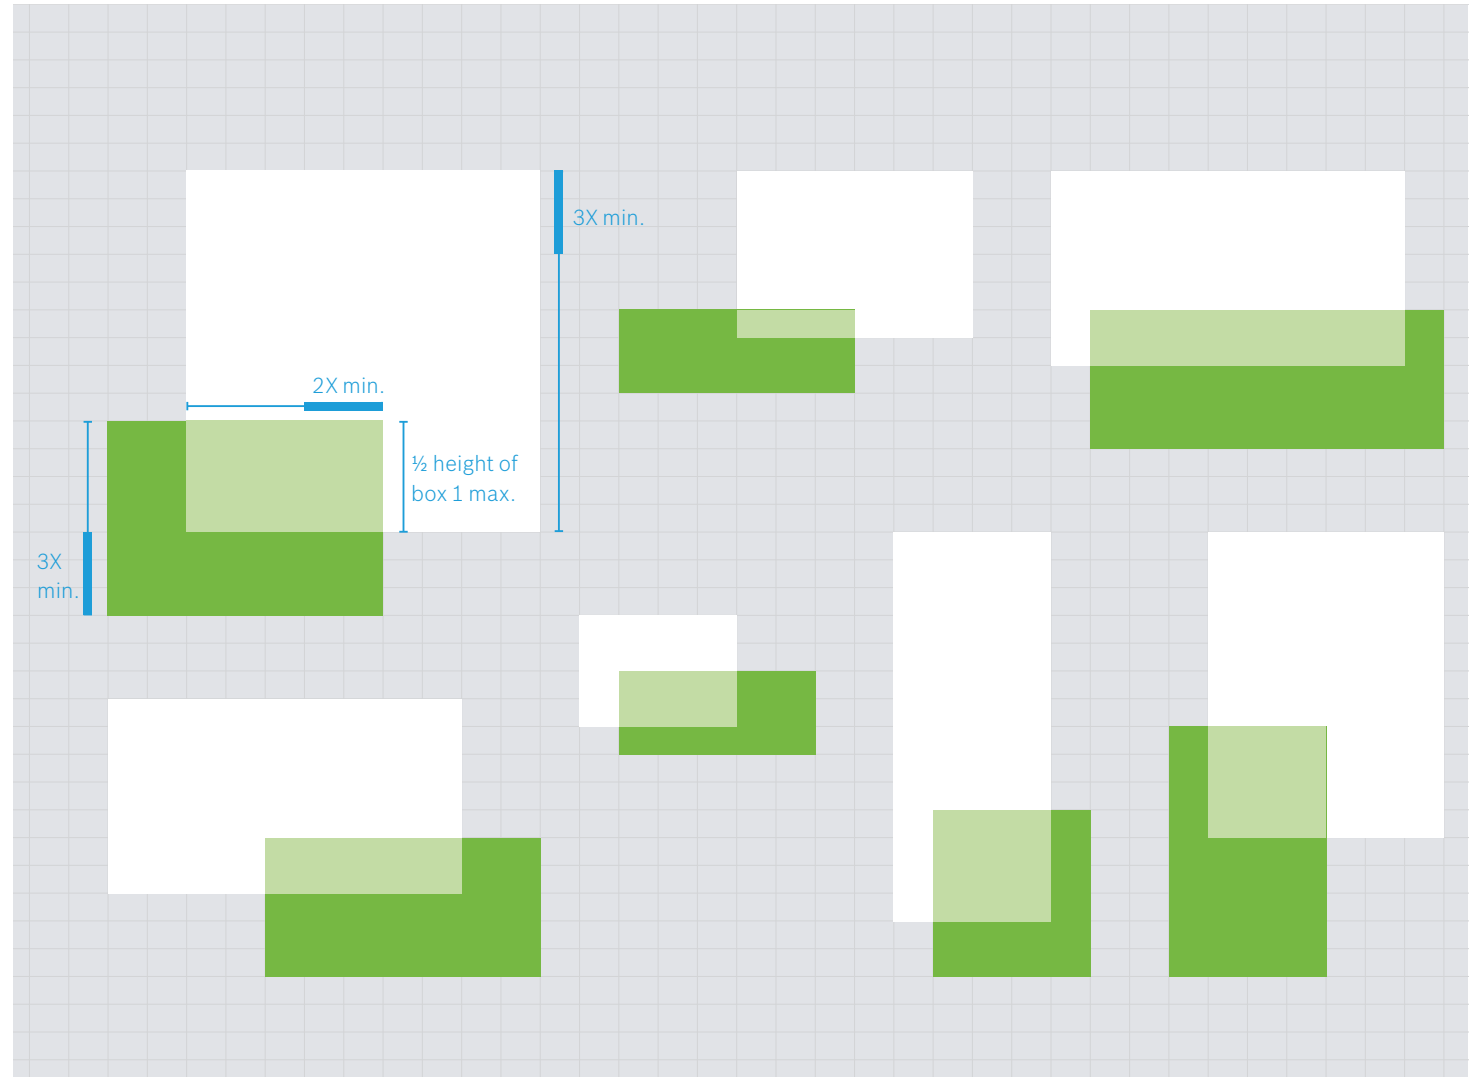 3X min.
2X min.
½ height of
box 1 max.
3X
min.